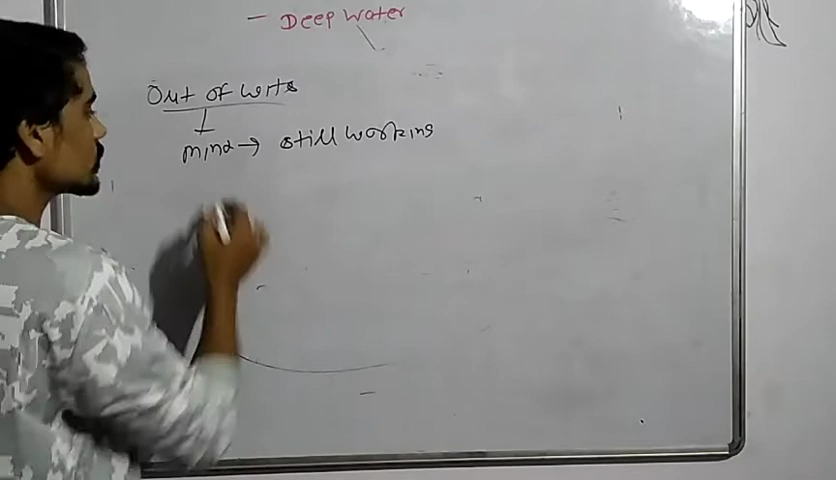 - Deep Water
Out of wits
mind → still working